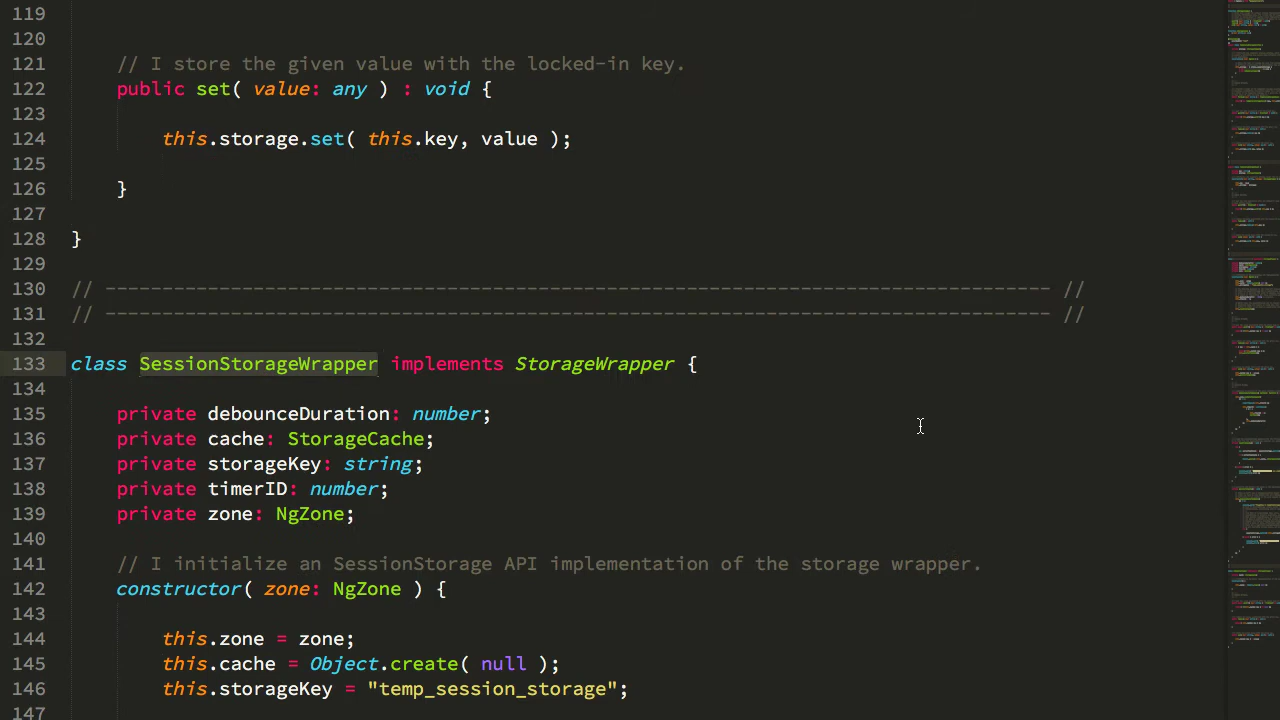 119
120
121 // I store the given value with the locked-in key.
122 public set( value: any ) : void {
123
124 this.storage.set( this.key, value );
125
126 }
127
128 }
129
130 // ----------------------------------------------------------------------------------- //
131 // ----------------------------------------------------------------------------------- //
132
133 class SessionStorageWrapper implements StorageWrapper {
134
135 private debounceDuration: number;
136 private cache: StorageCache;
137 private storageKey: string;
138 private timerID: number;
139 private zone: NgZone;
140
141 // I initialize an SessionStorage API implementation of the storage wrapper.
142 constructor( zone: NgZone ) {
143
144 this.zone = zone;
145 this.cache = Object.create( null );
146 this.storageKey = "temp_session_storage";
147